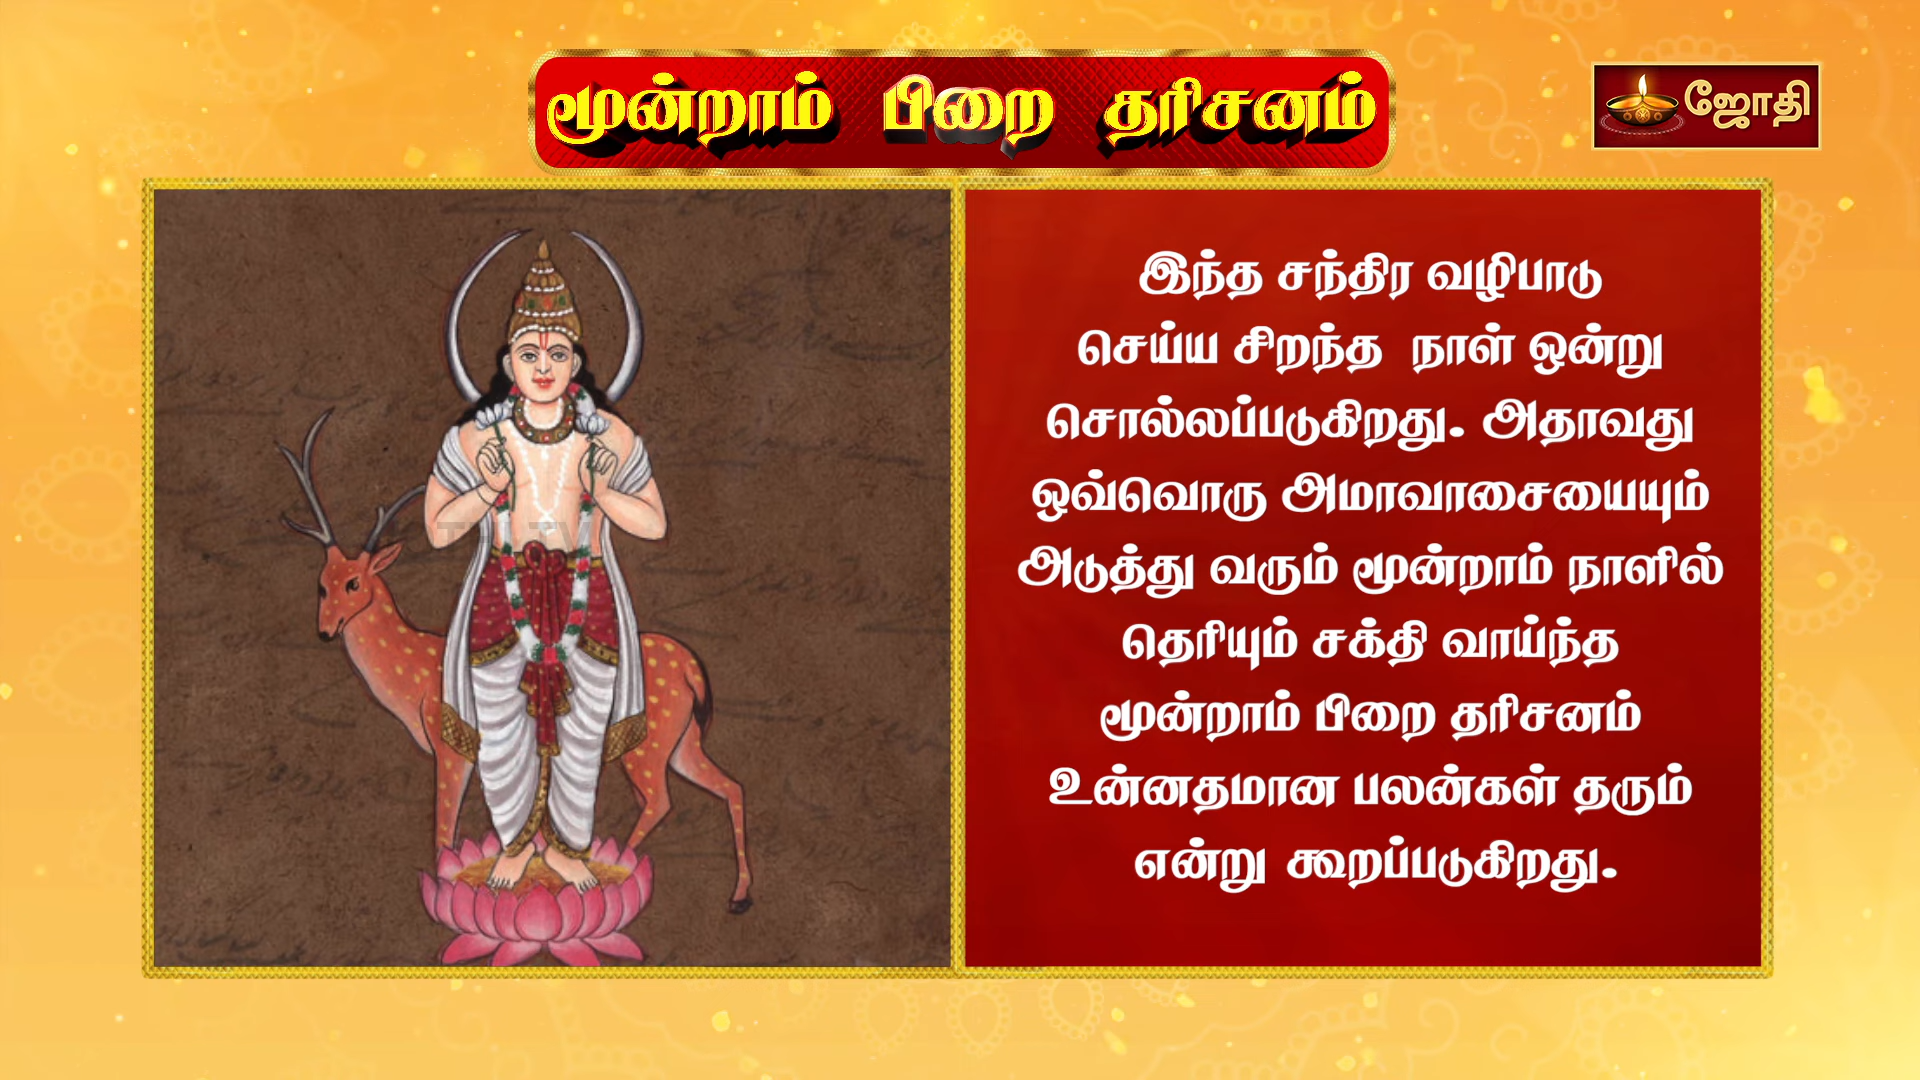 மூன்றாம் பிறை தரிசனம்
ஜோதி
இந்த சந்திர வழிபாடு
செய்ய சிறந்த நாள் ஒன்று
சொல்லப்படுகிறது. அதாவது
ஒவ்வொரு அமாவாசையையும்
அடுத்து வரும் மூன்றாம் நாளில்
தெரியும் சக்தி வாய்ந்த
மூன்றாம் பிறை தரிசனம்
உன்னதமான பலன்கள் தரும்
என்று கூறப்படுகிறது.